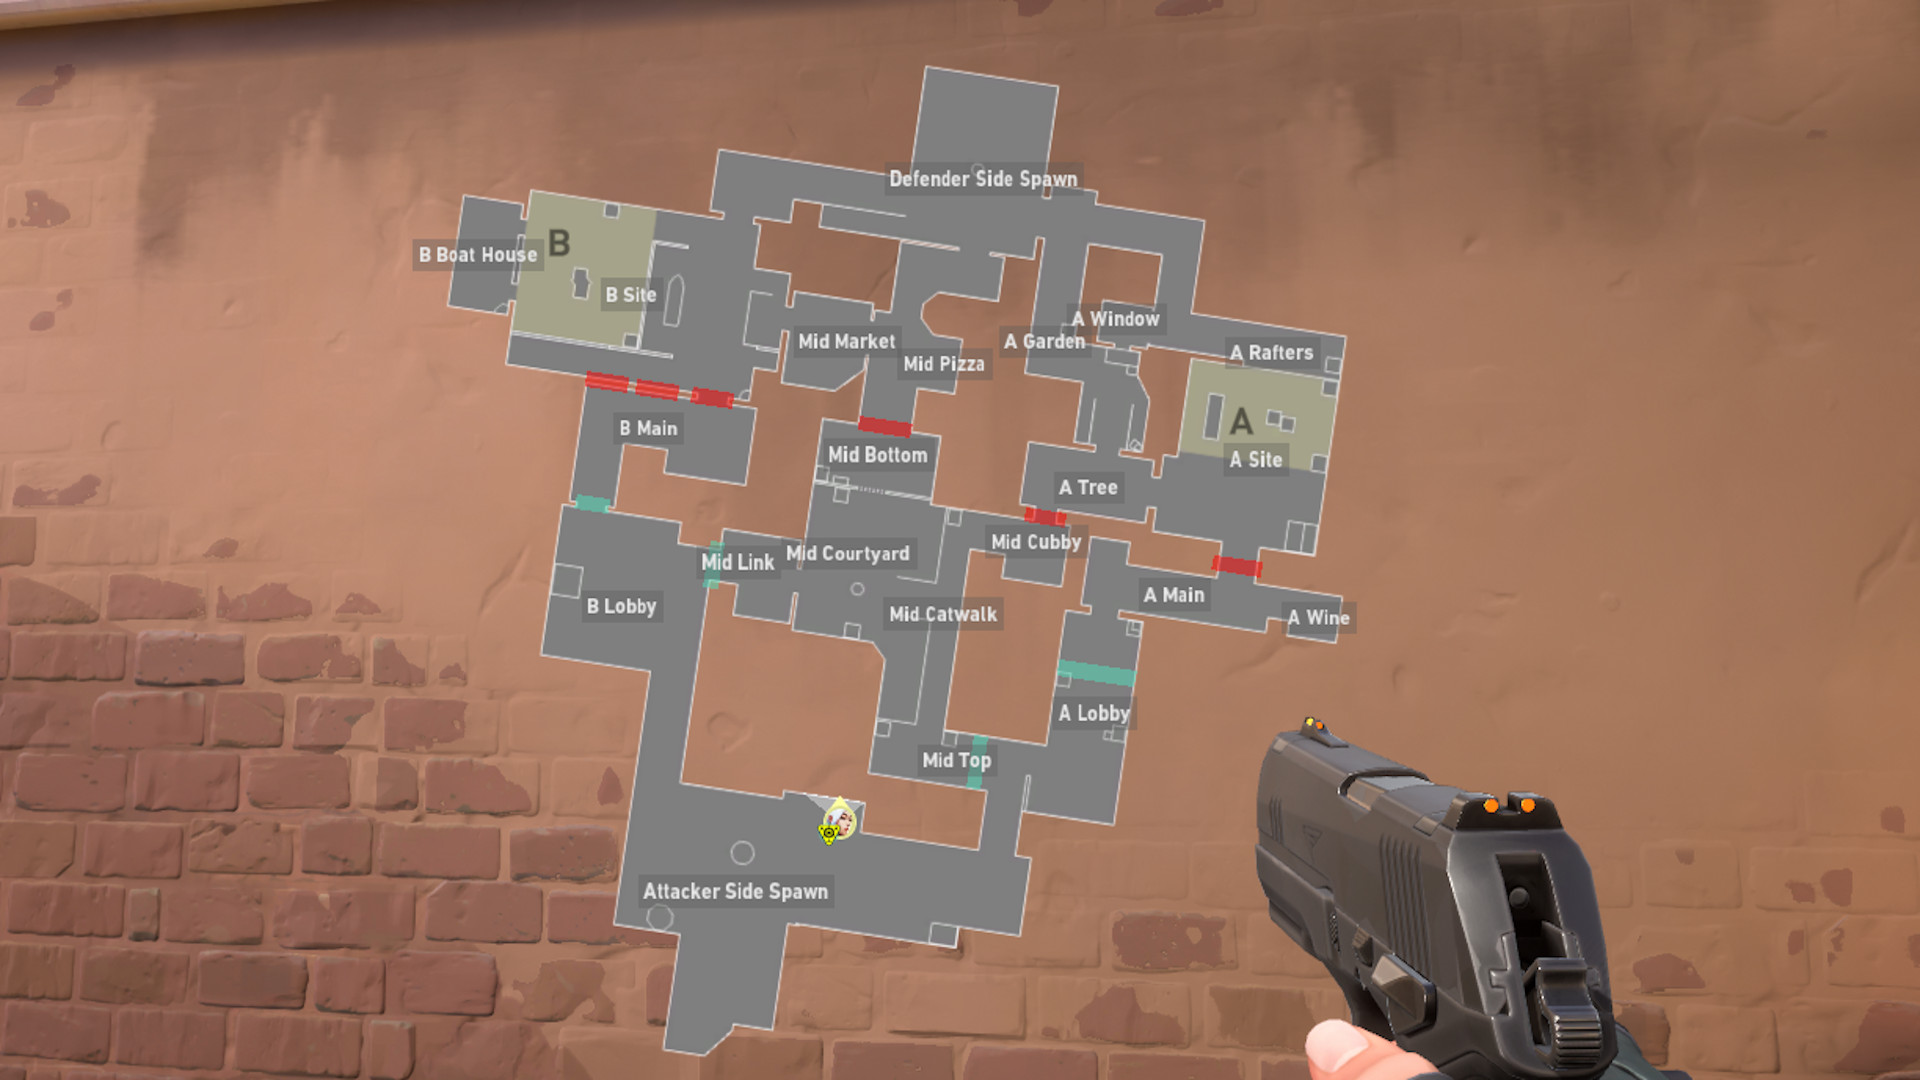 Defender Side Spawn
B
B Boat House
B Site
A Window
Mid Market
A Garden
A Rafters
Mid Pizza
A
B Main
Mid Bottom
A Site
A Tree
Mid Cubby
Mid Courtyard
Mid Link
A Main
B Lobby
Mid Catwalk
A Wine
A Lobby
Mid Top
Attacker Side Spawn